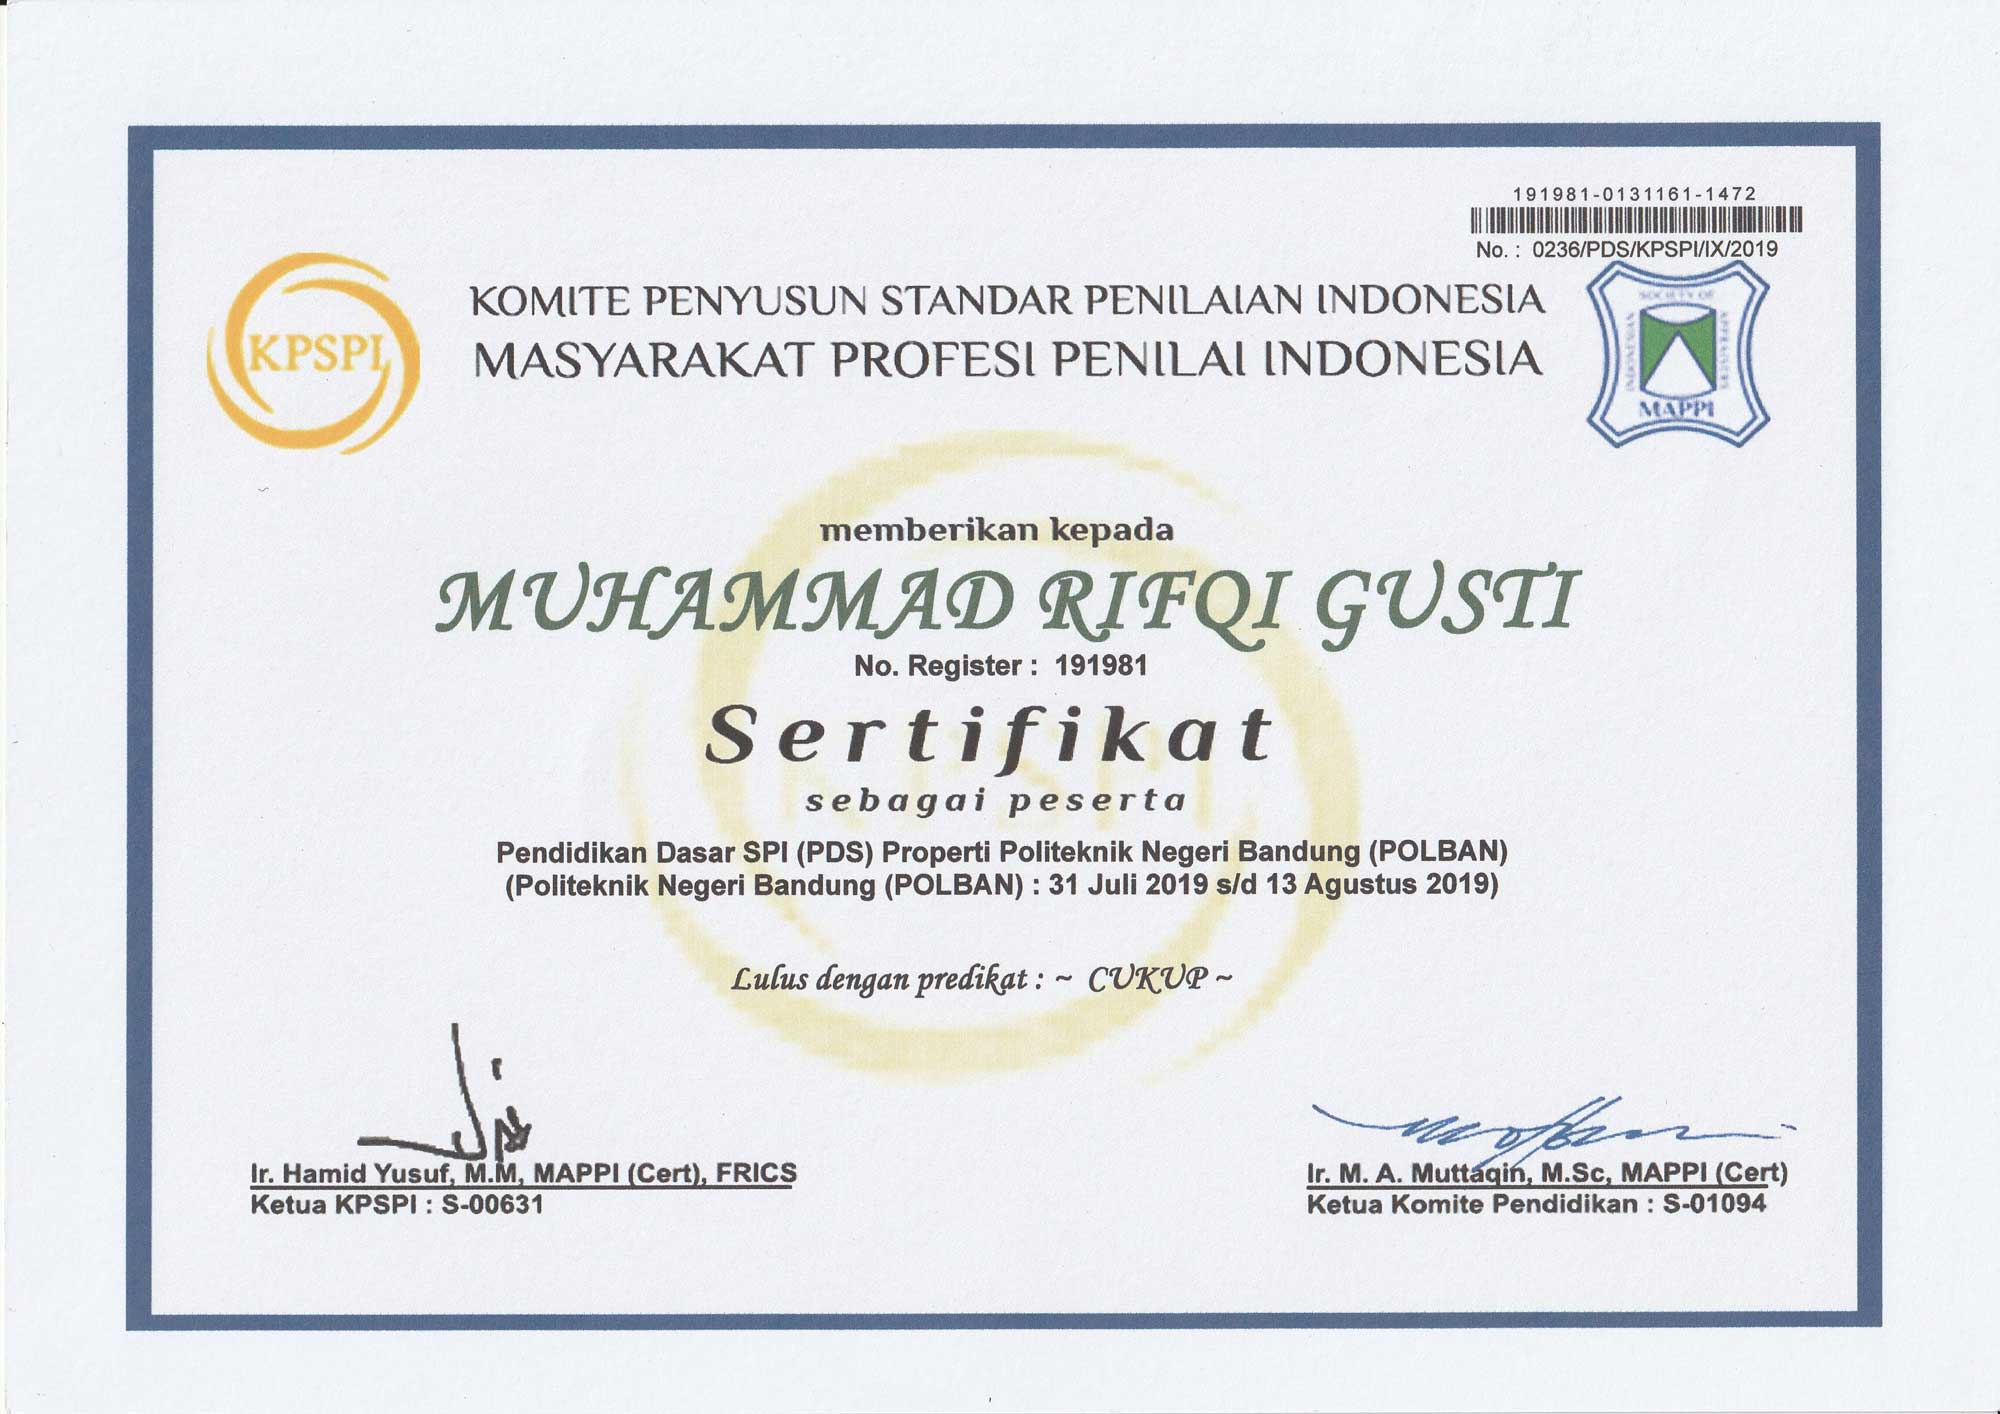 191981-0131161-1472
No. : 0236/PDS/KPSPI/IX/2019
KPSPI
KOMITE PENYUSUN STANDAR PENILAIAN INDONESIA
MASYARAKAT PROFESI PENILAI INDONESIA
SOCIETY OF
INDONESIAN
APPRAISERS
MAPPI
memberikan kepada
MUHAMMAD RIFQI GUSTI
No. Register : 191981
Sertifikat
sebagai peserta
Pendidikan Dasar SPI (PDS) Properti Politeknik Negeri Bandung (POLBAN)
(Politeknik Negeri Bandung (POLBAN) : 31 Juli 2019 s/d 13 Agustus 2019)
Lulus dengan predikat : ~ CUKUP ~
Ir. Hamid Yusuf, M.M, MAPPI (Cert), FRICS
Ketua KPSPI : S-00631
Ir. M. A. Muttaqin, M.Sc, MAPPI (Cert)
Ketua Komite Pendidikan : S-01094